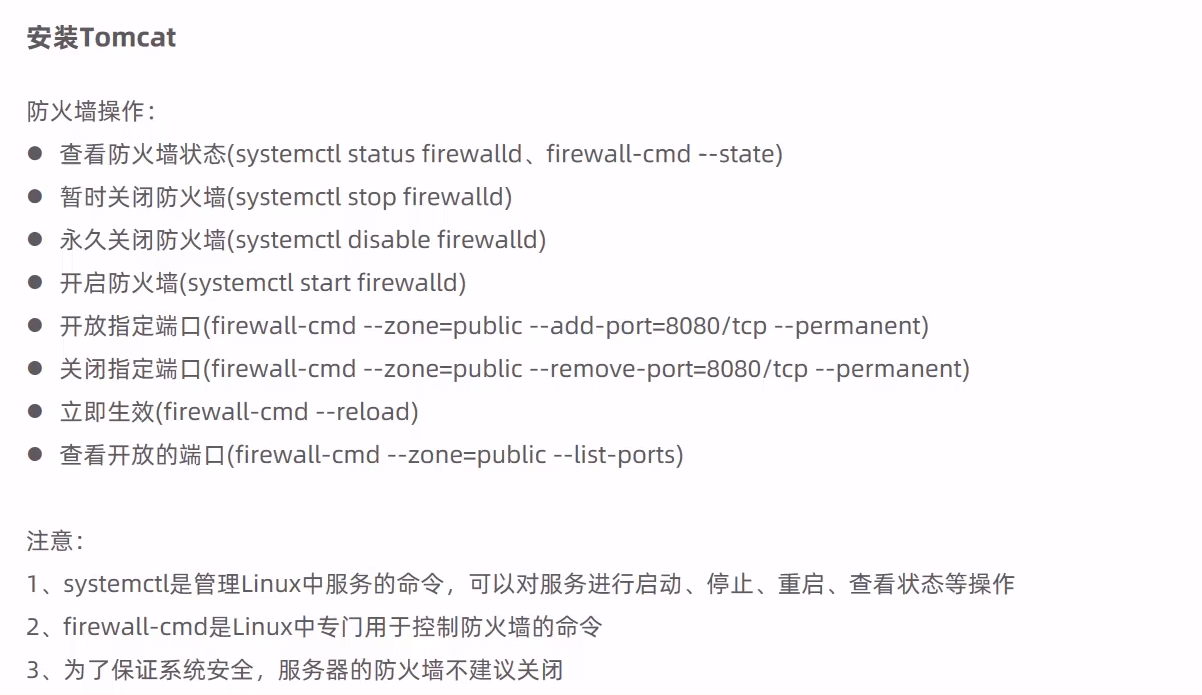 安装Tomcat
防火墙操作：
● 查看防火墙状态(systemctl status firewalld、firewall-cmd --state)
● 暂时关闭防火墙(systemctl stop firewalld)
● 永久关闭防火墙(systemctl disable firewalld)
● 开启防火墙(systemctl start firewalld)
● 开放指定端口(firewall-cmd --zone=public --add-port=8080/tcp --permanent)
● 关闭指定端口(firewall-cmd --zone=public --remove-port=8080/tcp --permanent)
● 立即生效(firewall-cmd --reload)
● 查看开放的端口(firewall-cmd --zone=public --list-ports)
注意：
1、systemctl是管理Linux中服务的命令，可以对服务进行启动、停止、重启、查看状态等操作
2、firewall-cmd是Linux中专门用于控制防火墙的命令
3、为了保证系统安全，服务器的防火墙不建议关闭